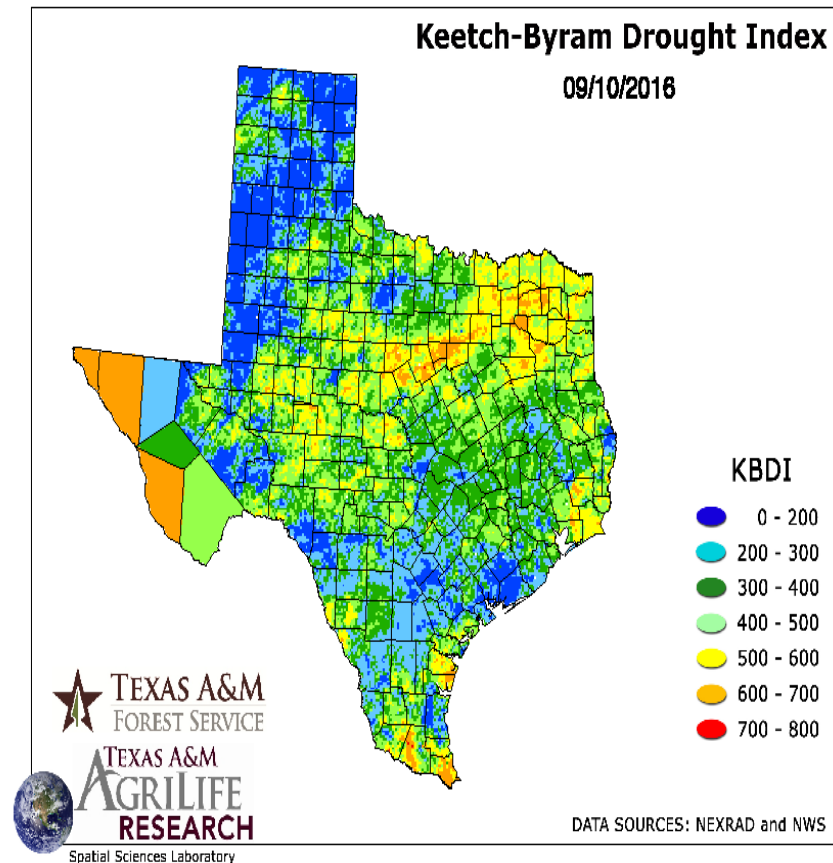 Keetch-Byram Drought Index
09/10/2016
KBDI
0 - 200
200 - 300
300 - 400
400 - 500
500 - 600
600 - 700
700 - 800
TEXAS A&M
FOREST SERVICE
TEXAS A&M
AGRILIFE
RESEARCH
Spatial Sciences Laboratory
DATA SOURCES: NEXRAD and NWS